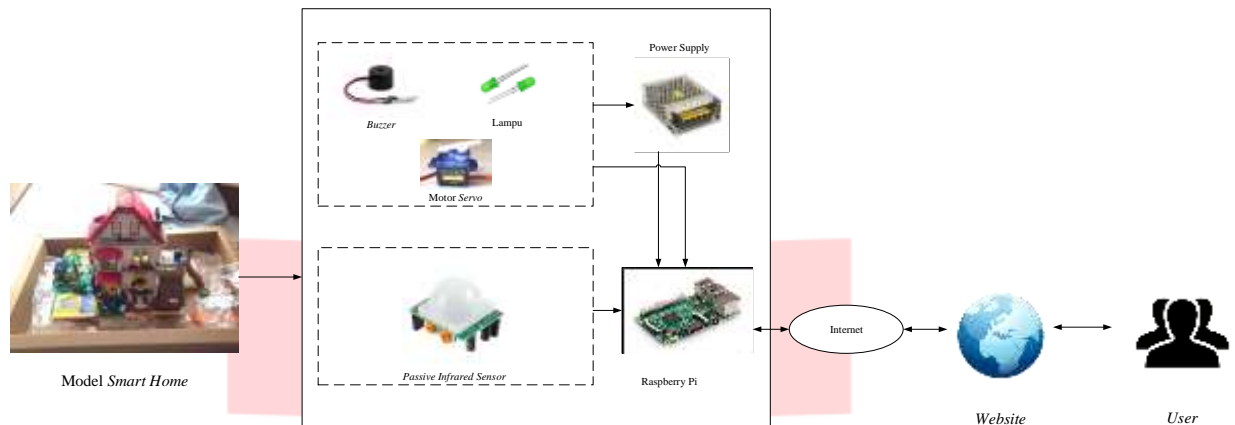 Power Supply
Buzzer
Lampu
Motor Servo
Model Smart Home
Passive Infrared Sensor
Raspberry Pi
Internet
Website
User